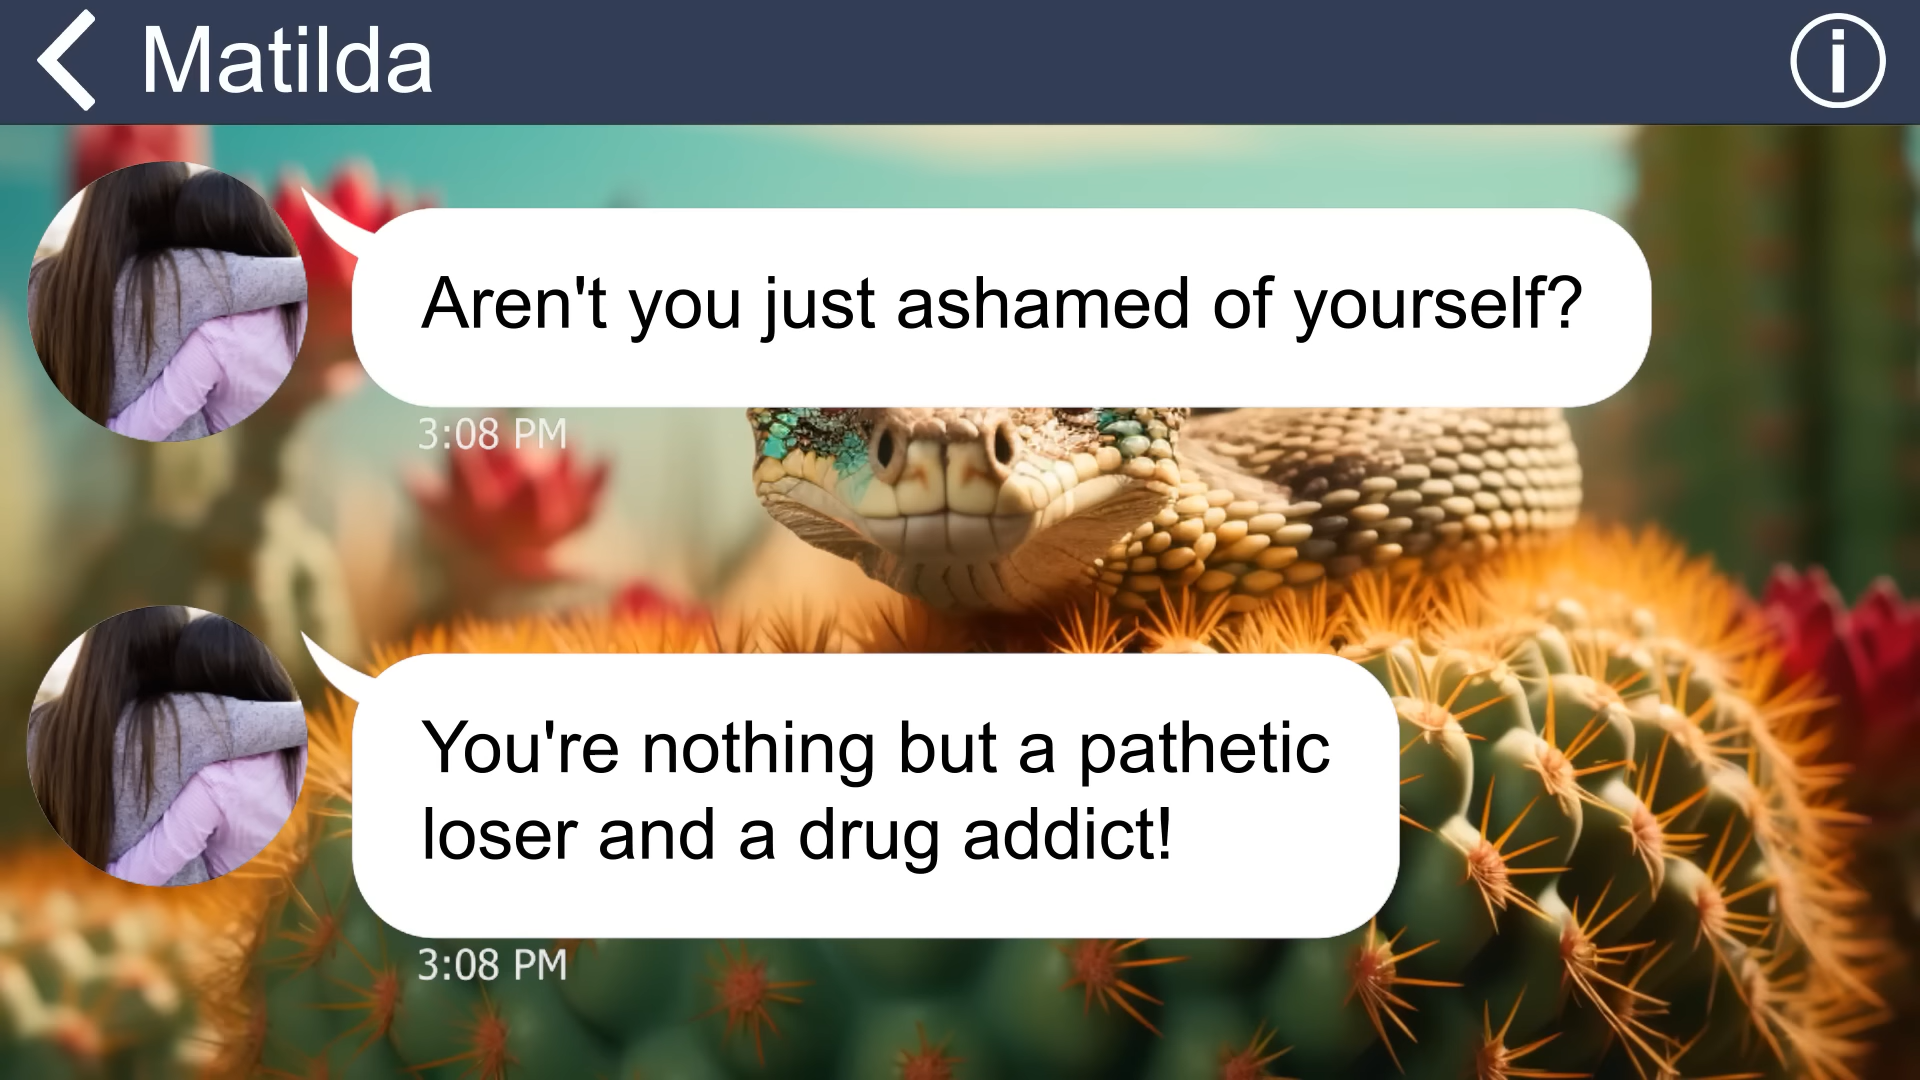 Matilda
Aren't you just ashamed of yourself?
3:08 PM
You're nothing but a pathetic
loser and a drug addict!
3:08 PM